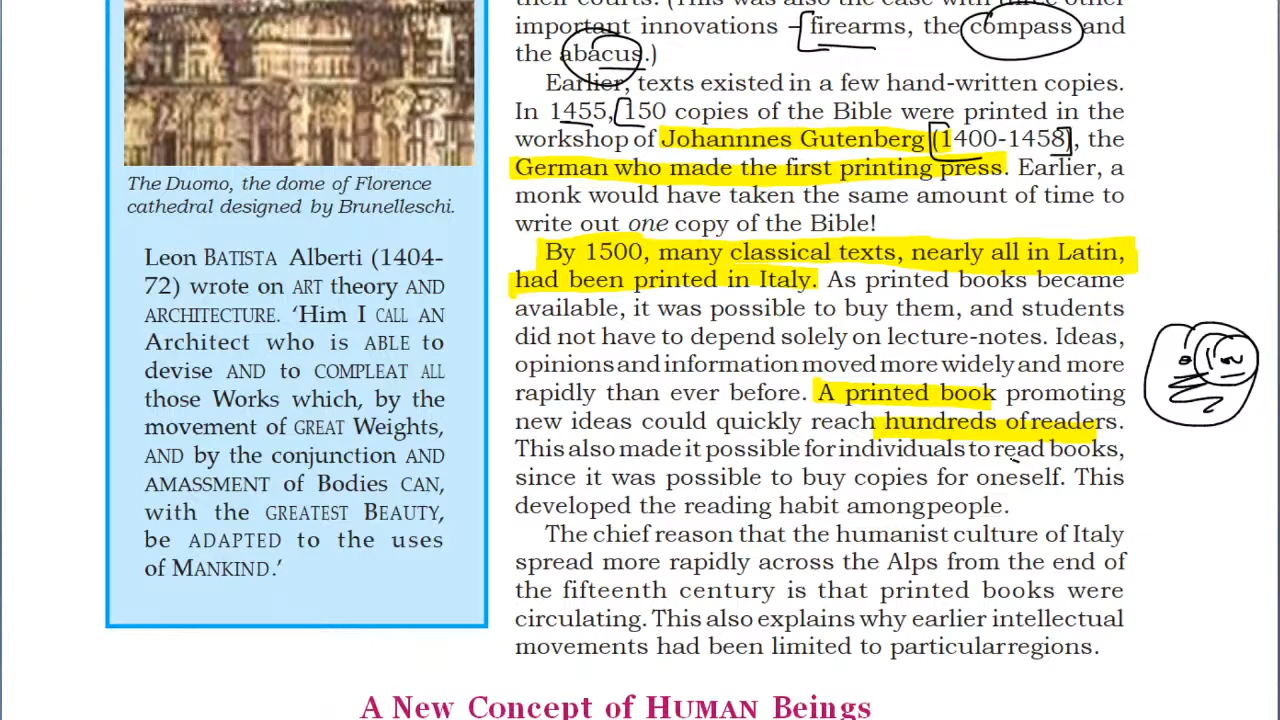 The Duomo, the dome of Florence
cathedral designed by Brunelleschi.
Leon BATISTA Alberti (1404-
72) wrote on ART theory AND
ARCHITECTURE. ‘Him I CALL AN
Architect who is ABLE to
devise AND to COMPLEAT ALL
those Works which, by the
movement of GREAT Weights,
AND by the conjunction AND
AMASSMENT of Bodies CAN,
with the GREATEST BEAUTY,
be ADAPTED to the uses
of MANKIND.’
their courts. (This was also the case with three other
important innovations – firearms, the compass and
the abacus.)
Earlier, texts existed in a few hand-written copies.
In 1455, 150 copies of the Bible were printed in the
workshop of Johannnes Gutenberg (1400-1458), the
German who made the first printing press. Earlier, a
monk would have taken the same amount of time to
write out one copy of the Bible!
By 1500, many classical texts, nearly all in Latin,
had been printed in Italy. As printed books became
available, it was possible to buy them, and students
did not have to depend solely on lecture-notes. Ideas,
opinions and information moved more widely and more
rapidly than ever before. A printed book promoting
new ideas could quickly reach hundreds of readers.
This also made it possible for individuals to read books,
since it was possible to buy copies for oneself. This
developed the reading habit among people.
The chief reason that the humanist culture of Italy
spread more rapidly across the Alps from the end of
the fifteenth century is that printed books were
circulating. This also explains why earlier intellectual
movements had been limited to particular regions.
A New Concept of HUMAN Beings